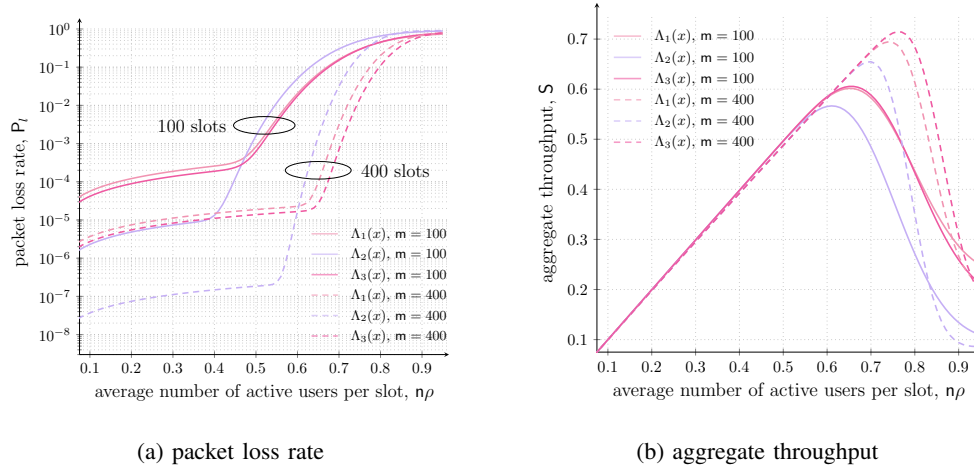 10⁰
10⁻¹
10⁻²
10⁻³
10⁻⁴
10⁻⁵
10⁻⁶
10⁻⁷
10⁻⁸
packet loss rate, P_l
100 slots
400 slots
Λ₁(x), m = 100
Λ₂(x), m = 100
Λ₃(x), m = 100
Λ₁(x), m = 400
Λ₂(x), m = 400
Λ₃(x), m = 400
0.1 0.2 0.3 0.4 0.5 0.6 0.7 0.8 0.9
average number of active users per slot, nρ
(a) packet loss rate
0.7
0.6
0.5
0.4
0.3
0.2
0.1
aggregate throughput, S
Λ₁(x), m = 100
Λ₂(x), m = 100
Λ₃(x), m = 100
Λ₁(x), m = 400
Λ₂(x), m = 400
Λ₃(x), m = 400
0.1 0.2 0.3 0.4 0.5 0.6 0.7 0.8 0.9
average number of active users per slot, nρ
(b) aggregate throughput